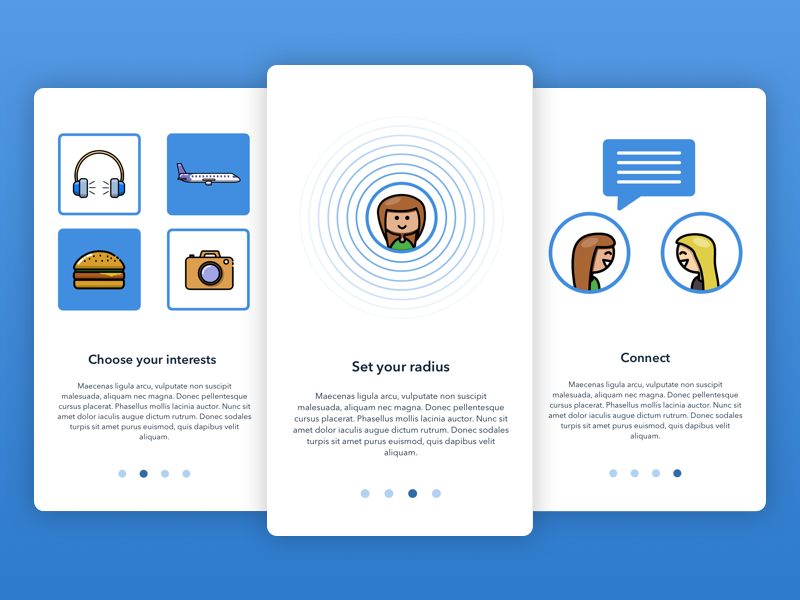 Choose your interests
Maecenas ligula arcu, vulputate non suscipit
malesuada, aliquam nec magna. Donec pellentesque
cursus placerat. Phasellus mollis lacinia auctor. Nunc sit
amet dolor iaculis augue dictum rutrum. Donec sodales
turpis sit amet purus euismod, quis dapibus velit
aliquam.
Set your radius
Maecenas ligula arcu, vulputate non suscipit
malesuada, aliquam nec magna. Donec pellentesque
cursus placerat. Phasellus mollis lacinia auctor. Nunc sit
amet dolor iaculis augue dictum rutrum. Donec sodales
turpis sit amet purus euismod, quis dapibus velit
aliquam.
Connect
Maecenas ligula arcu, vulputate non suscipit
malesuada, aliquam nec magna. Donec pellentesque
cursus placerat. Phasellus mollis lacinia auctor. Nunc sit
amet dolor iaculis augue dictum rutrum. Donec sodales
turpis sit amet purus euismod, quis dapibus velit
aliquam.